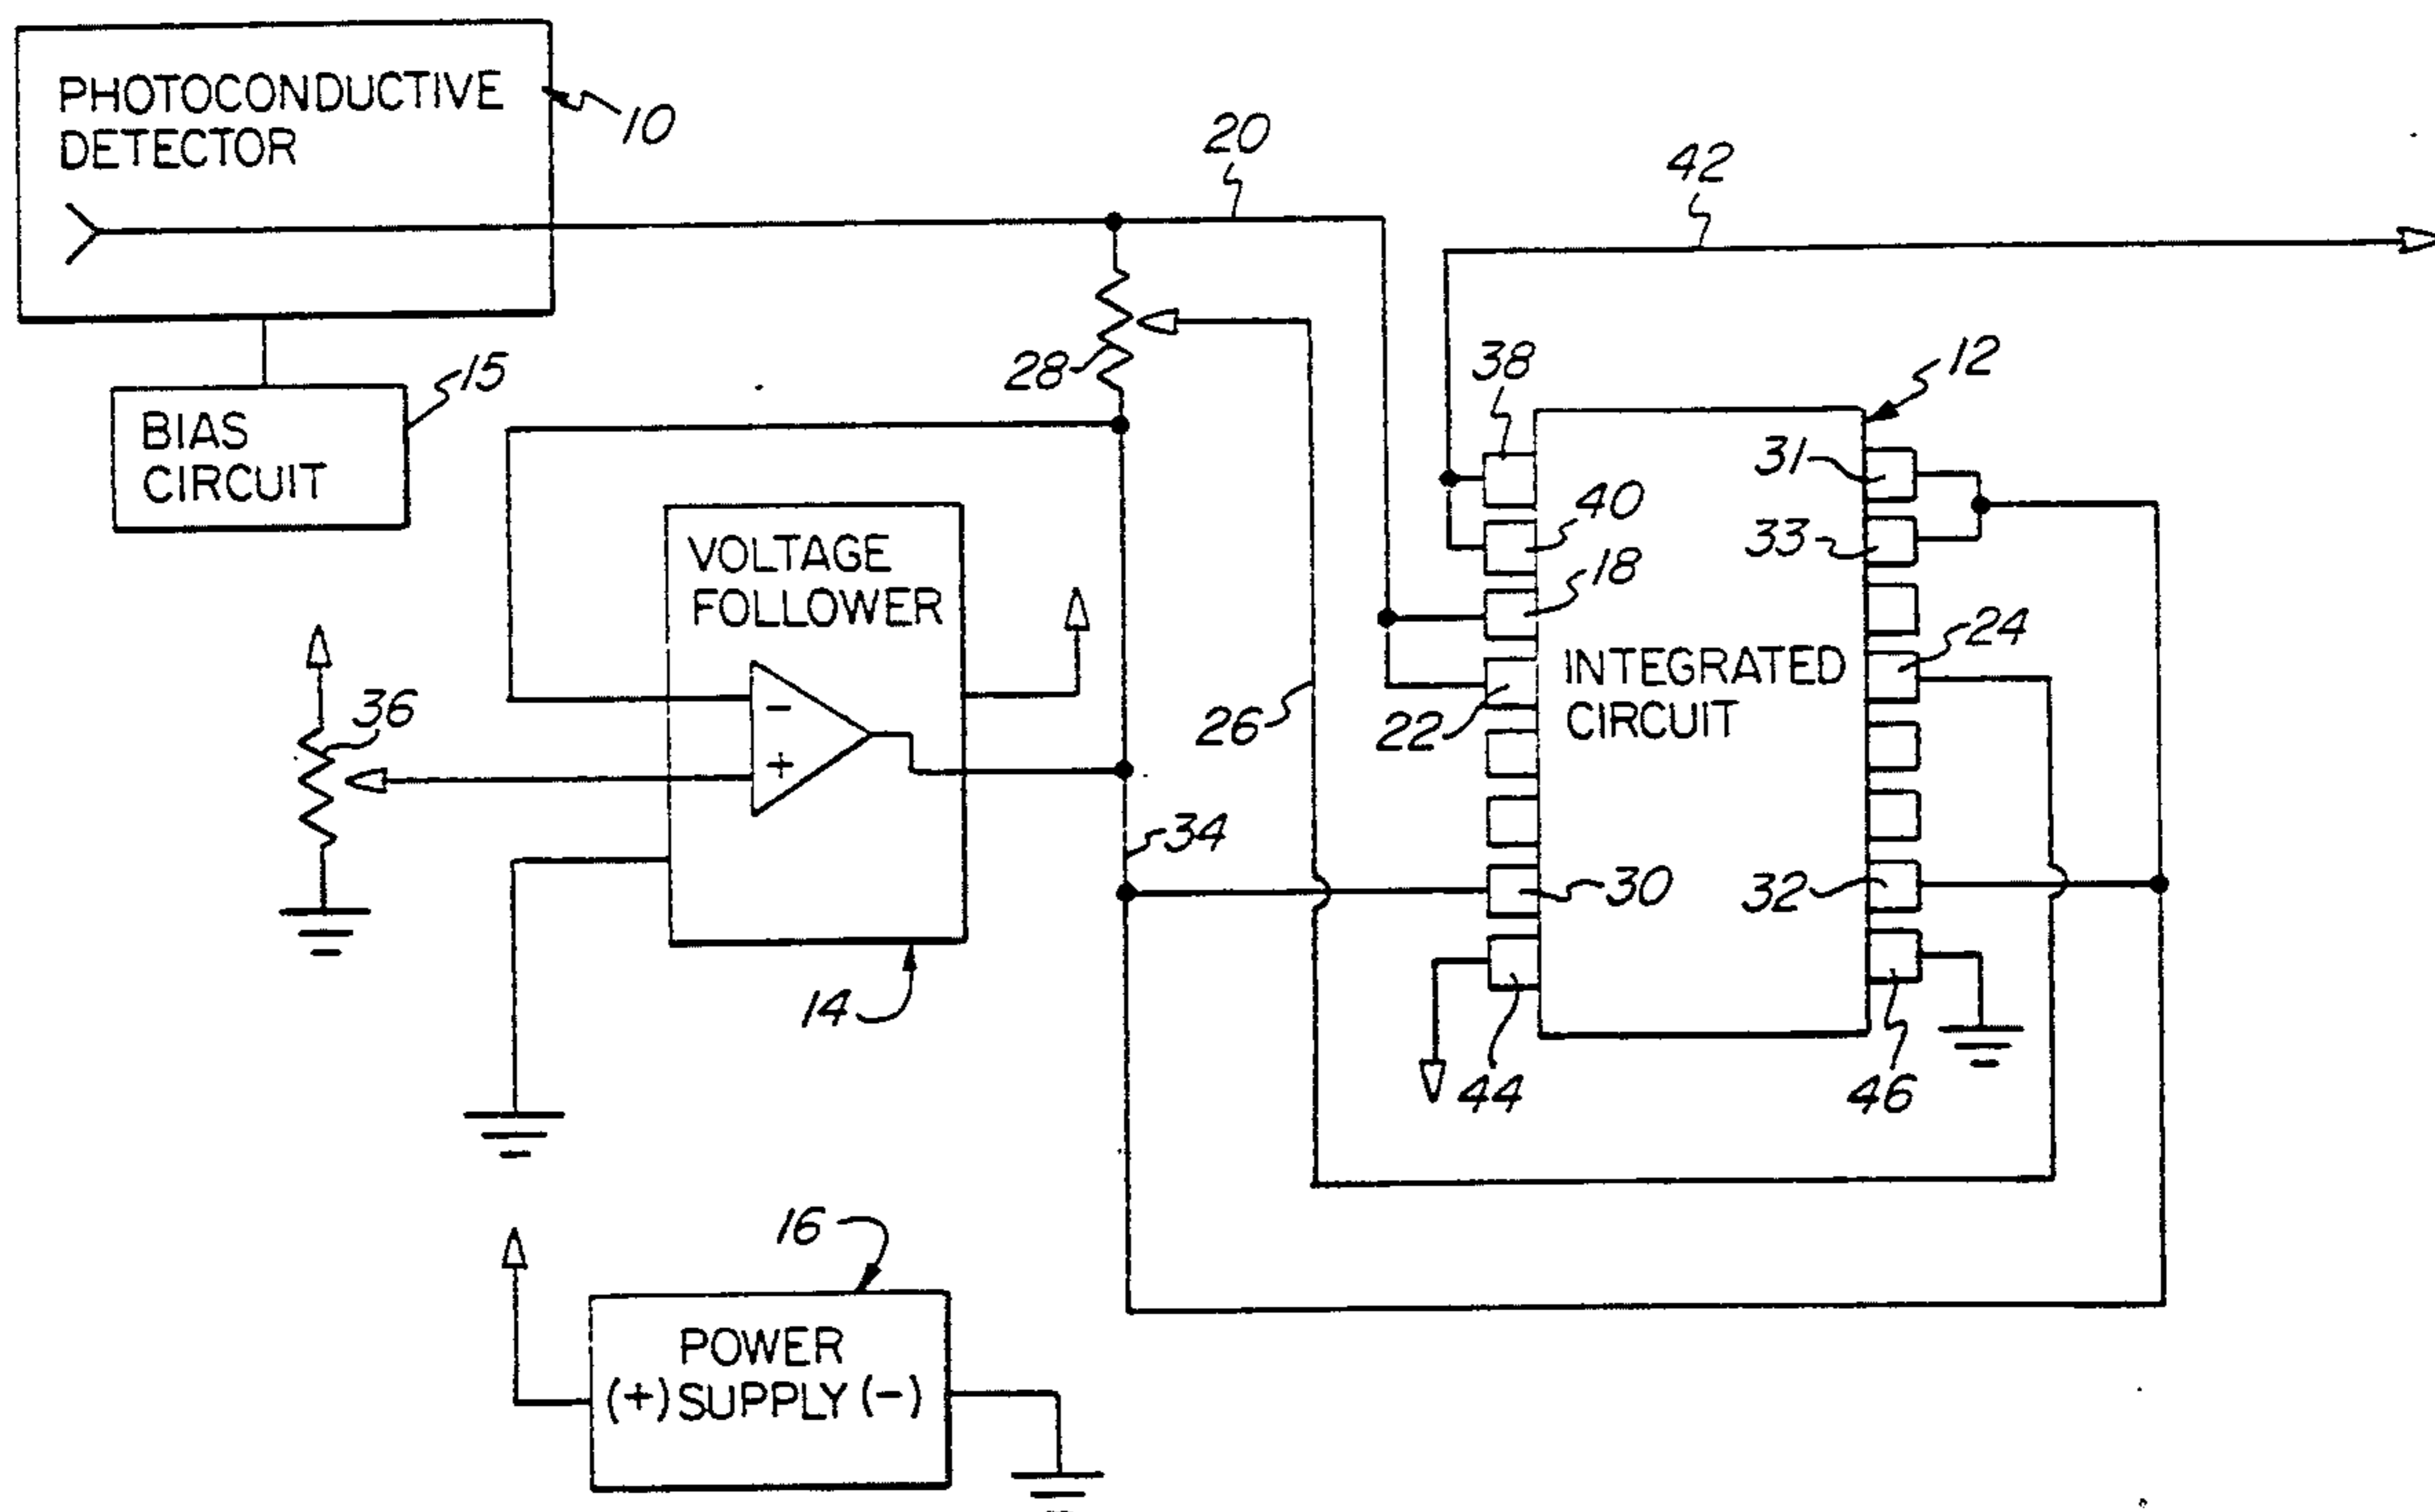 PHOTOCONDUCTIVE
DETECTOR
10
20
42
BIAS
CIRCUIT
15
28
38
12
31
40
33
18
VOLTAGE
FOLLOWER
24
INTEGRATED
CIRCUIT
36
-
+
26
22
34
30
32
14
44
46
16
POWER
(+) SUPPLY (-)